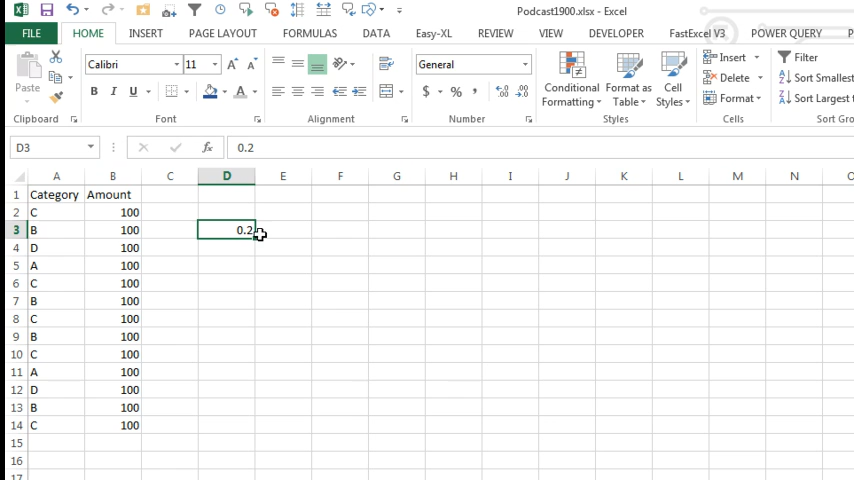 Podcast1900.xlsx - Excel
FILE HOME INSERT PAGE LAYOUT FORMULAS DATA Easy-XL REVIEW VIEW DEVELOPER FastExcel V3 POWER QUERY P
Paste
Calibri 11
General
Conditional Formatting
Format as Table
Cell Styles
Insert
Delete
Format
Filter
Sort Smallest
Sort Largest
Clipboard Font Alignment Number Styles Cells Sort Gro
D3 fx 0.2
A B C D E F G H I J K L M N O
1 Category Amount
2 C 100
3 B 100 0.2
4 D 100
5 A 100
6 C 100
7 B 100
8 C 100
9 B 100
10 C 100
11 A 100
12 D 100
13 B 100
14 C 100
15
16
17